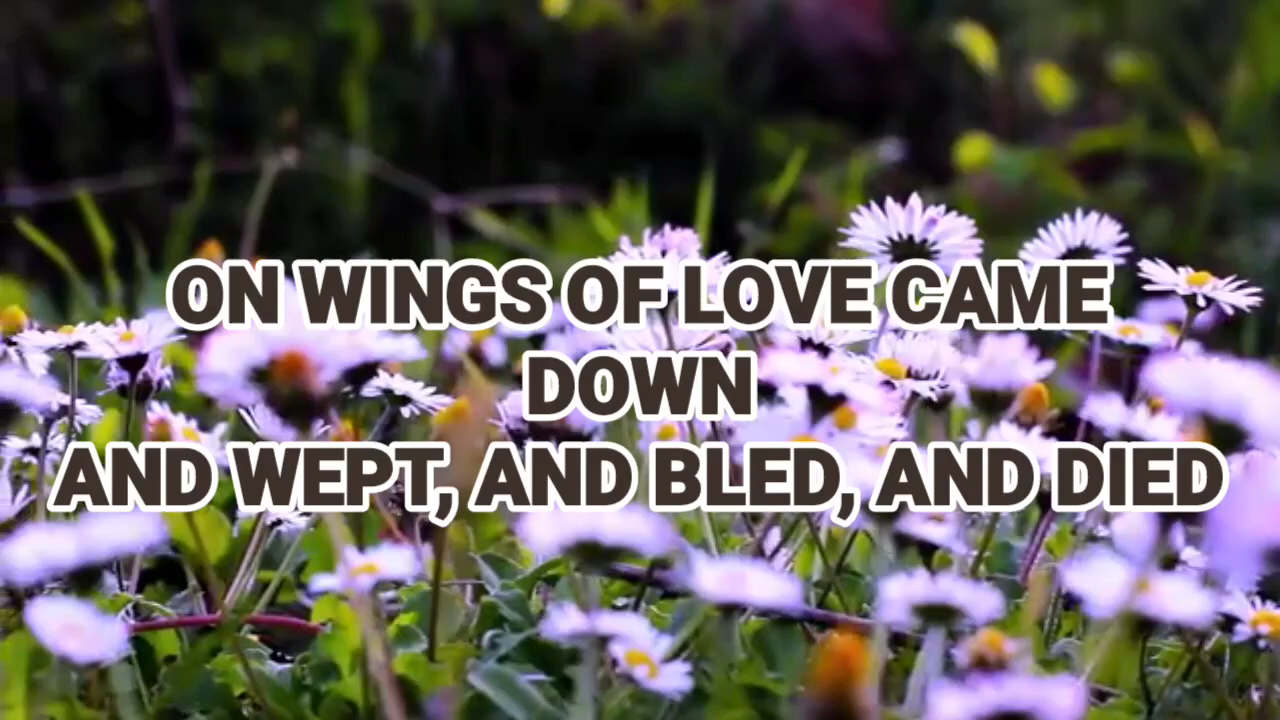 ON WINGS OF LOVE CAME
DOWN
AND WEPT, AND BLED, AND DIED